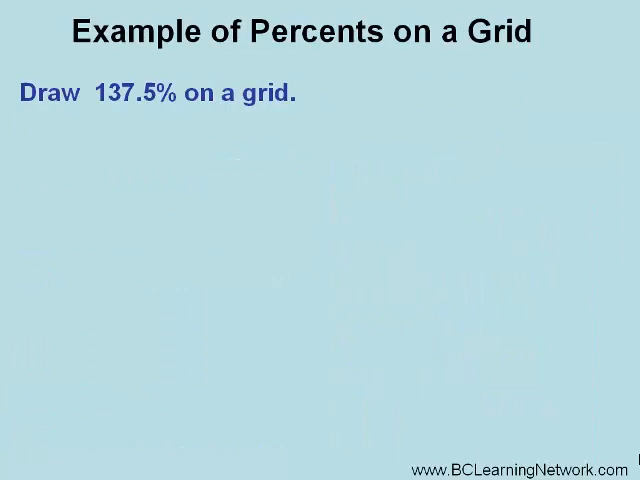 Example of Percents on a Grid
Draw 137.5% on a grid.
www.BCLearningNetwork.com